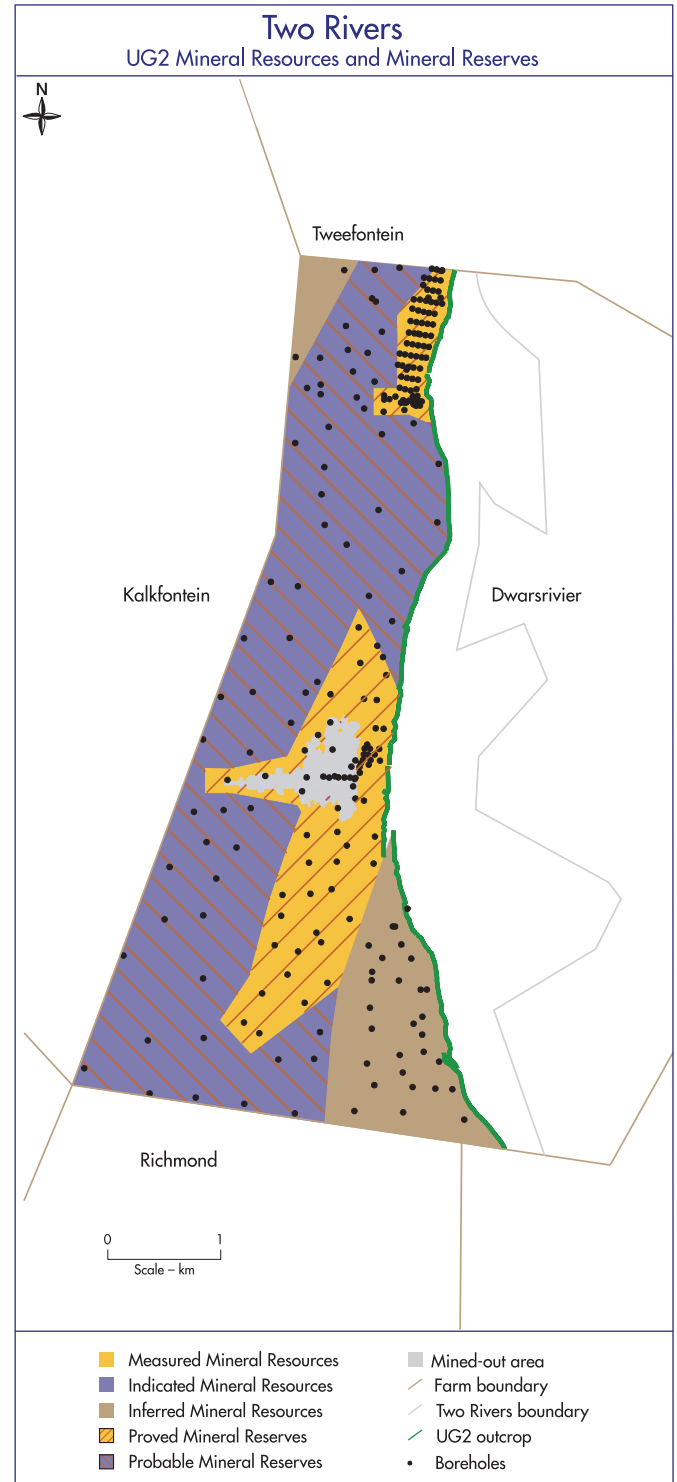 Two Rivers
UG2 Mineral Resources and Mineral Reserves
N
Tweefontein
Kalkfontein
Dwarsrivier
Richmond
0 1
Scale – km
Measured Mineral Resources
Indicated Mineral Resources
Inferred Mineral Resources
Proved Mineral Reserves
Probable Mineral Reserves
Mined-out area
Farm boundary
Two Rivers boundary
UG2 outcrop
Boreholes